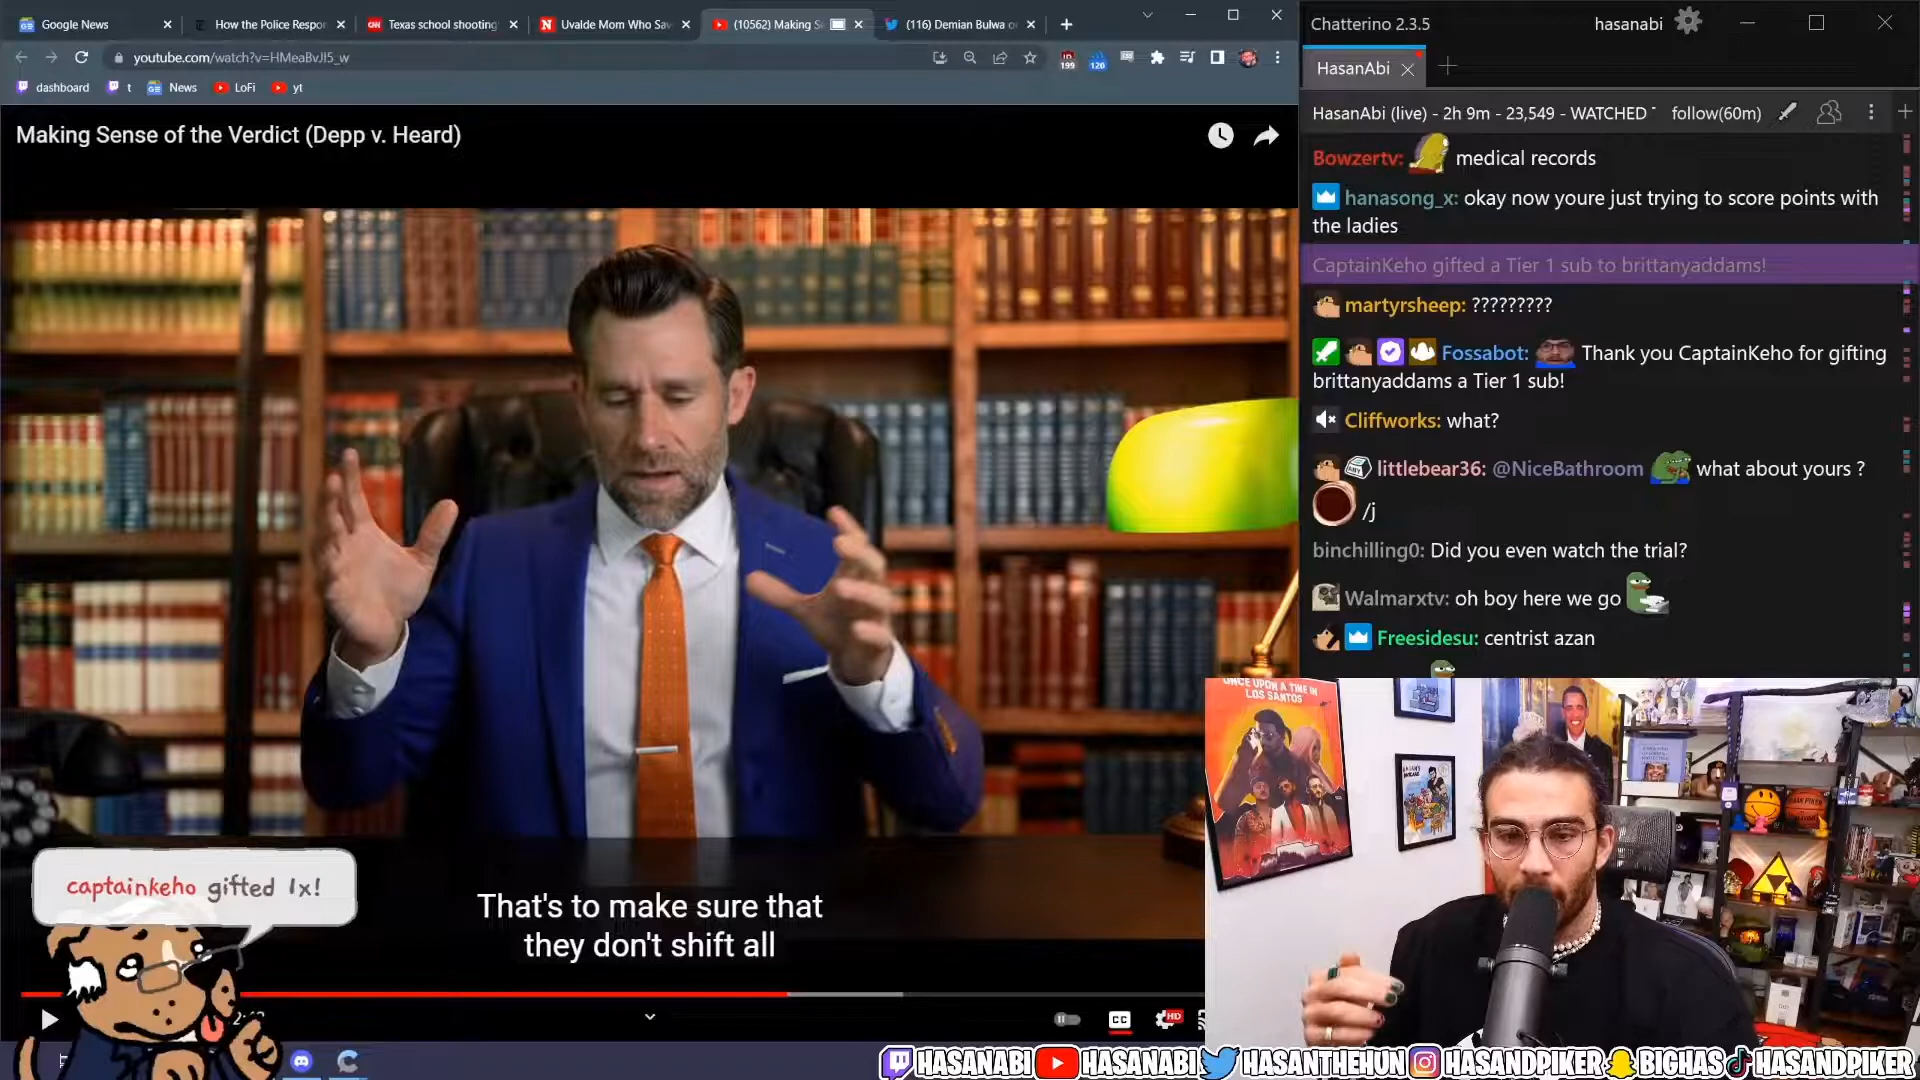 Google News
How the Police Respon
Texas school shooting
Uvalde Mom Who Sav
(10562) Making S
(116) Demian Bulwa o
youtube.com/watch?v=HMeaBvJI5_w
199
120
dashboard
t
News
LoFi
yt
Making Sense of the Verdict (Depp v. Heard)
That's to make sure that
they don't shift all
captainkeho gifted 1x!
CC
HD
Chatterino 2.3.5
hasanabi
HasanAbi
HasanAbi (live) - 2h 9m - 23,549 - WATCHED
follow(60m)
Bowzertv: medical records
hanasong_x: okay now youre just trying to score points with
the ladies
CaptainKeho gifted a Tier 1 sub to brittanyaddams!
martyrsheep: ?????????
Fossabot: Thank you CaptainKeho for gifting
brittanyaddams a Tier 1 sub!
Cliffworks: what?
littlebear36: @NiceBathroom what about yours ?
/j
binchilling0: Did you even watch the trial?
Walmarxtv: oh boy here we go
Freesidesu: centrist azan
ONCE UPON A TIME IN
LOS SANTOS
HASANABI
HASANABI
HASANTHEHUN
HASANDPIKER
BIGHAS
HASANDPIKER